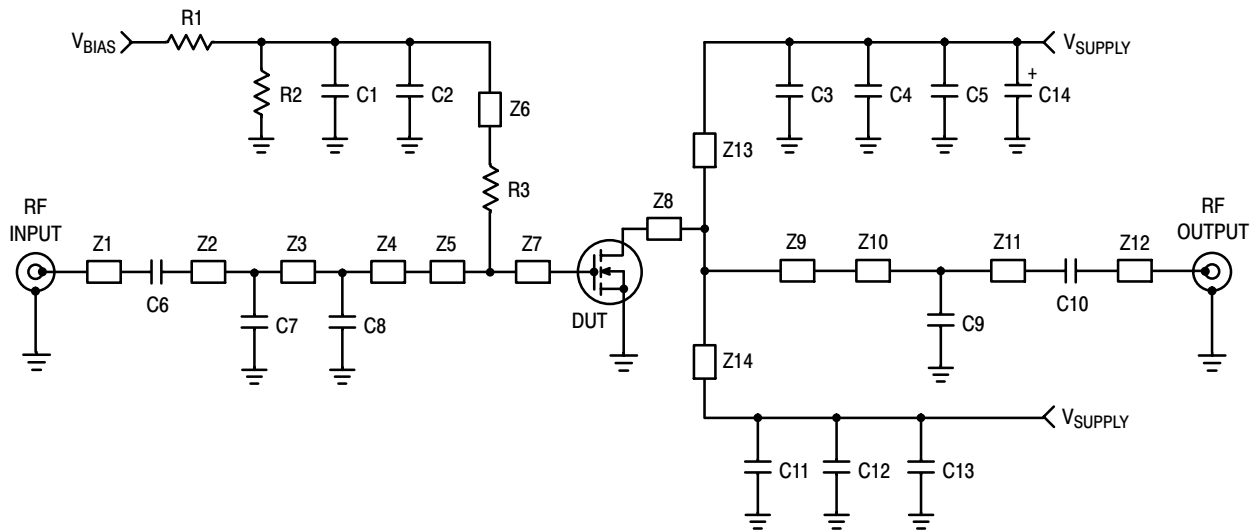 R1
V_BIAS
V_SUPPLY
R2
C1
C2
C3
C4
C5
+
C14
Z6
Z13
R3
RF
INPUT
Z8
RF
OUTPUT
Z1
Z2
Z3
Z4
Z5
Z7
Z9
Z10
Z11
Z12
C6
C10
C7
C8
DUT
C9
Z14
V_SUPPLY
C11
C12
C13